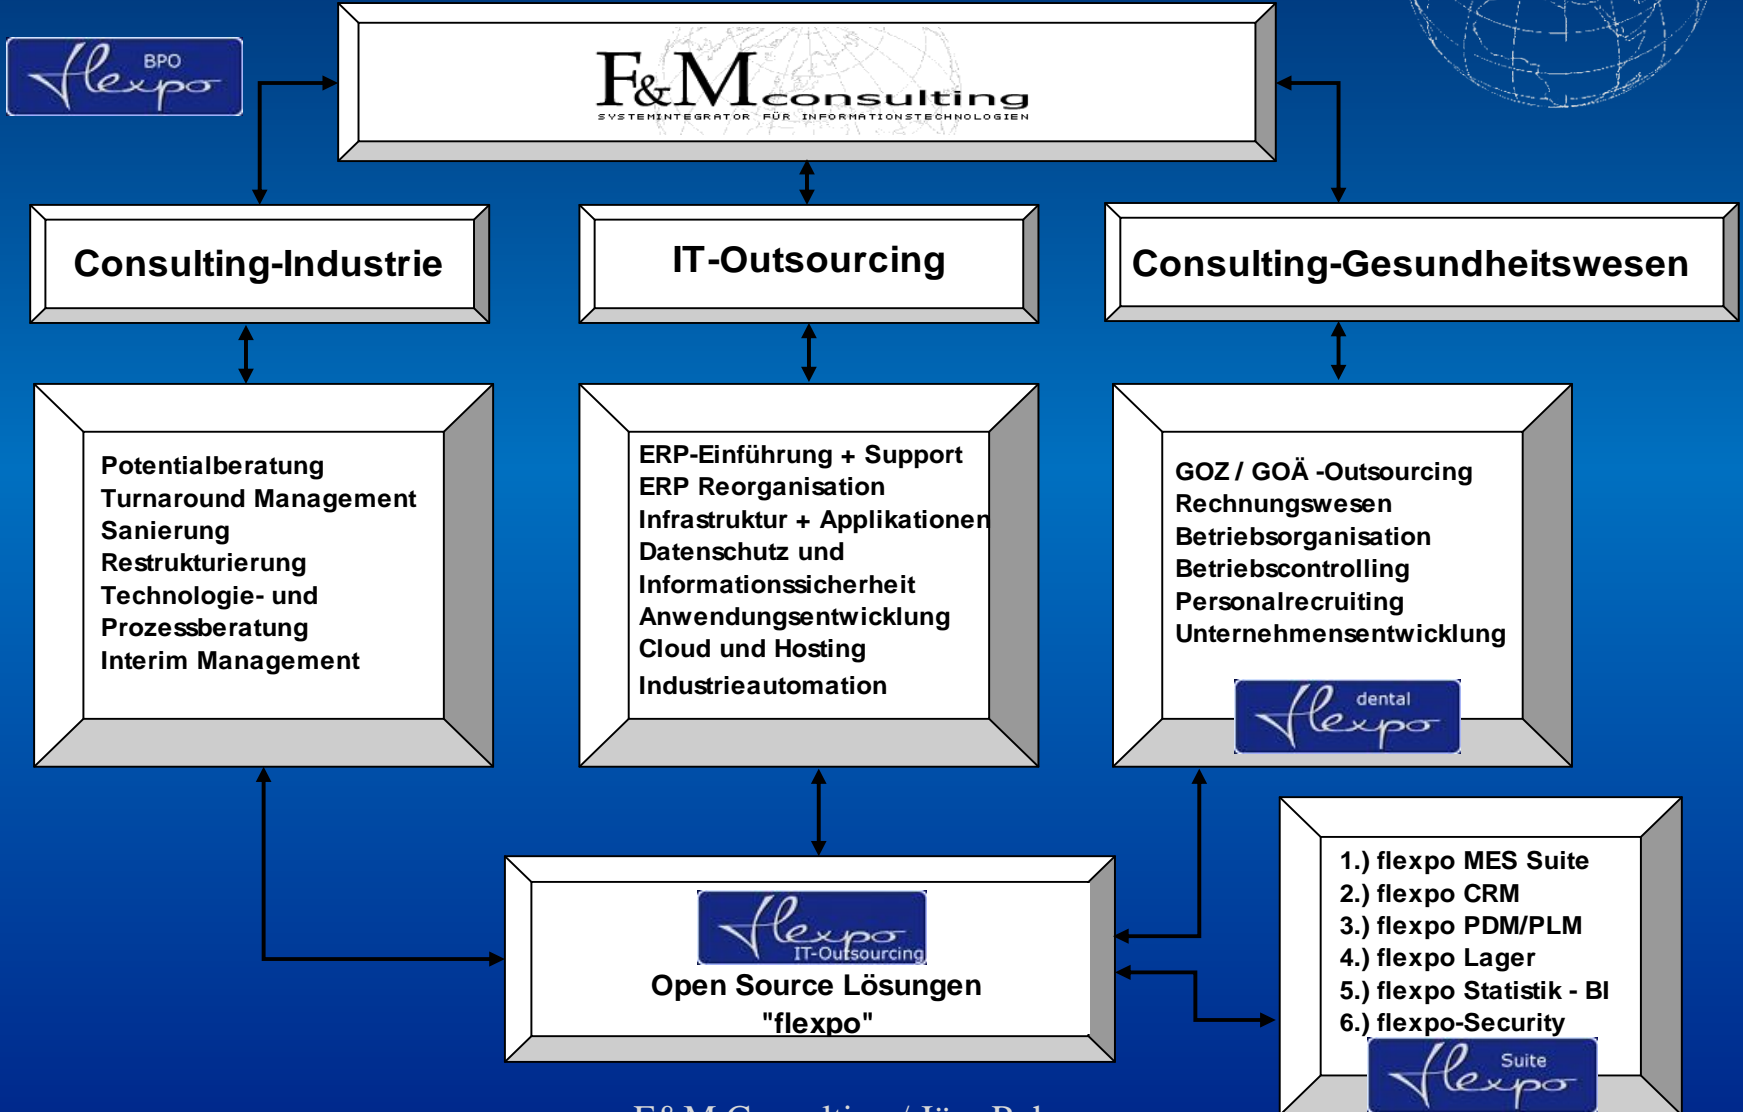 BPO
flexpo
F&M consulting
SYSTEMINTEGRATOR FÜR INFORMATIONSTECHNOLOGIEN
Consulting-Industrie
IT-Outsourcing
Consulting-Gesundheitswesen
Potentialberatung
Turnaround Management
Sanierung
Restrukturierung
Technologie- und
Prozessberatung
Interim Management
ERP-Einführung + Support
ERP Reorganisation
Infrastruktur + Applikationen
Datenschutz und
Informationssicherheit
Anwendungsentwicklung
Cloud und Hosting
Industrieautomation
GOZ / GOÄ -Outsourcing
Rechnungswesen
Betriebsorganisation
Betriebscontrolling
Personalrecruiting
Unternehmensentwicklung
dental
flexpo
flexpo
IT-Outsourcing
Open Source Lösungen
"flexpo"
1.) flexpo MES Suite
2.) flexpo CRM
3.) flexpo PDM/PLM
4.) flexpo Lager
5.) flexpo Statistik - BI
6.) flexpo-Security
Suite
flexpo
F&M Consulting / Jörg